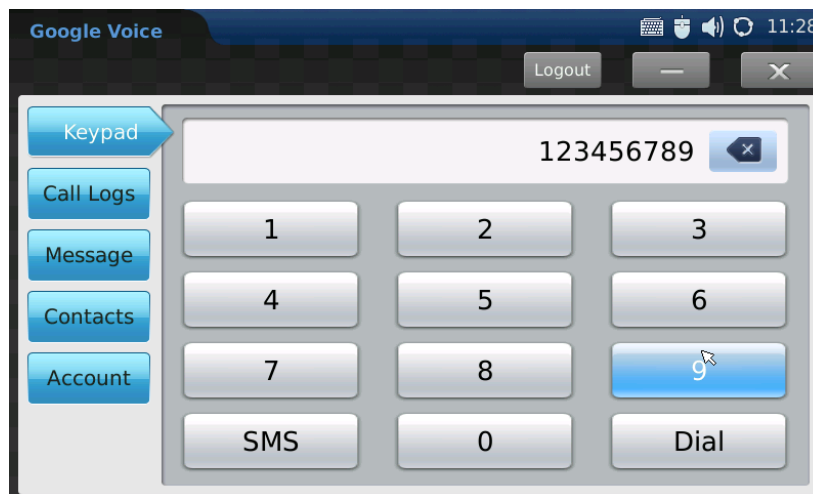 Google Voice
11:28
Logout
Keypad
123456789
Call Logs
1 2 3
Message
4 5 6
Contacts
7 8 9
Account
SMS 0 Dial